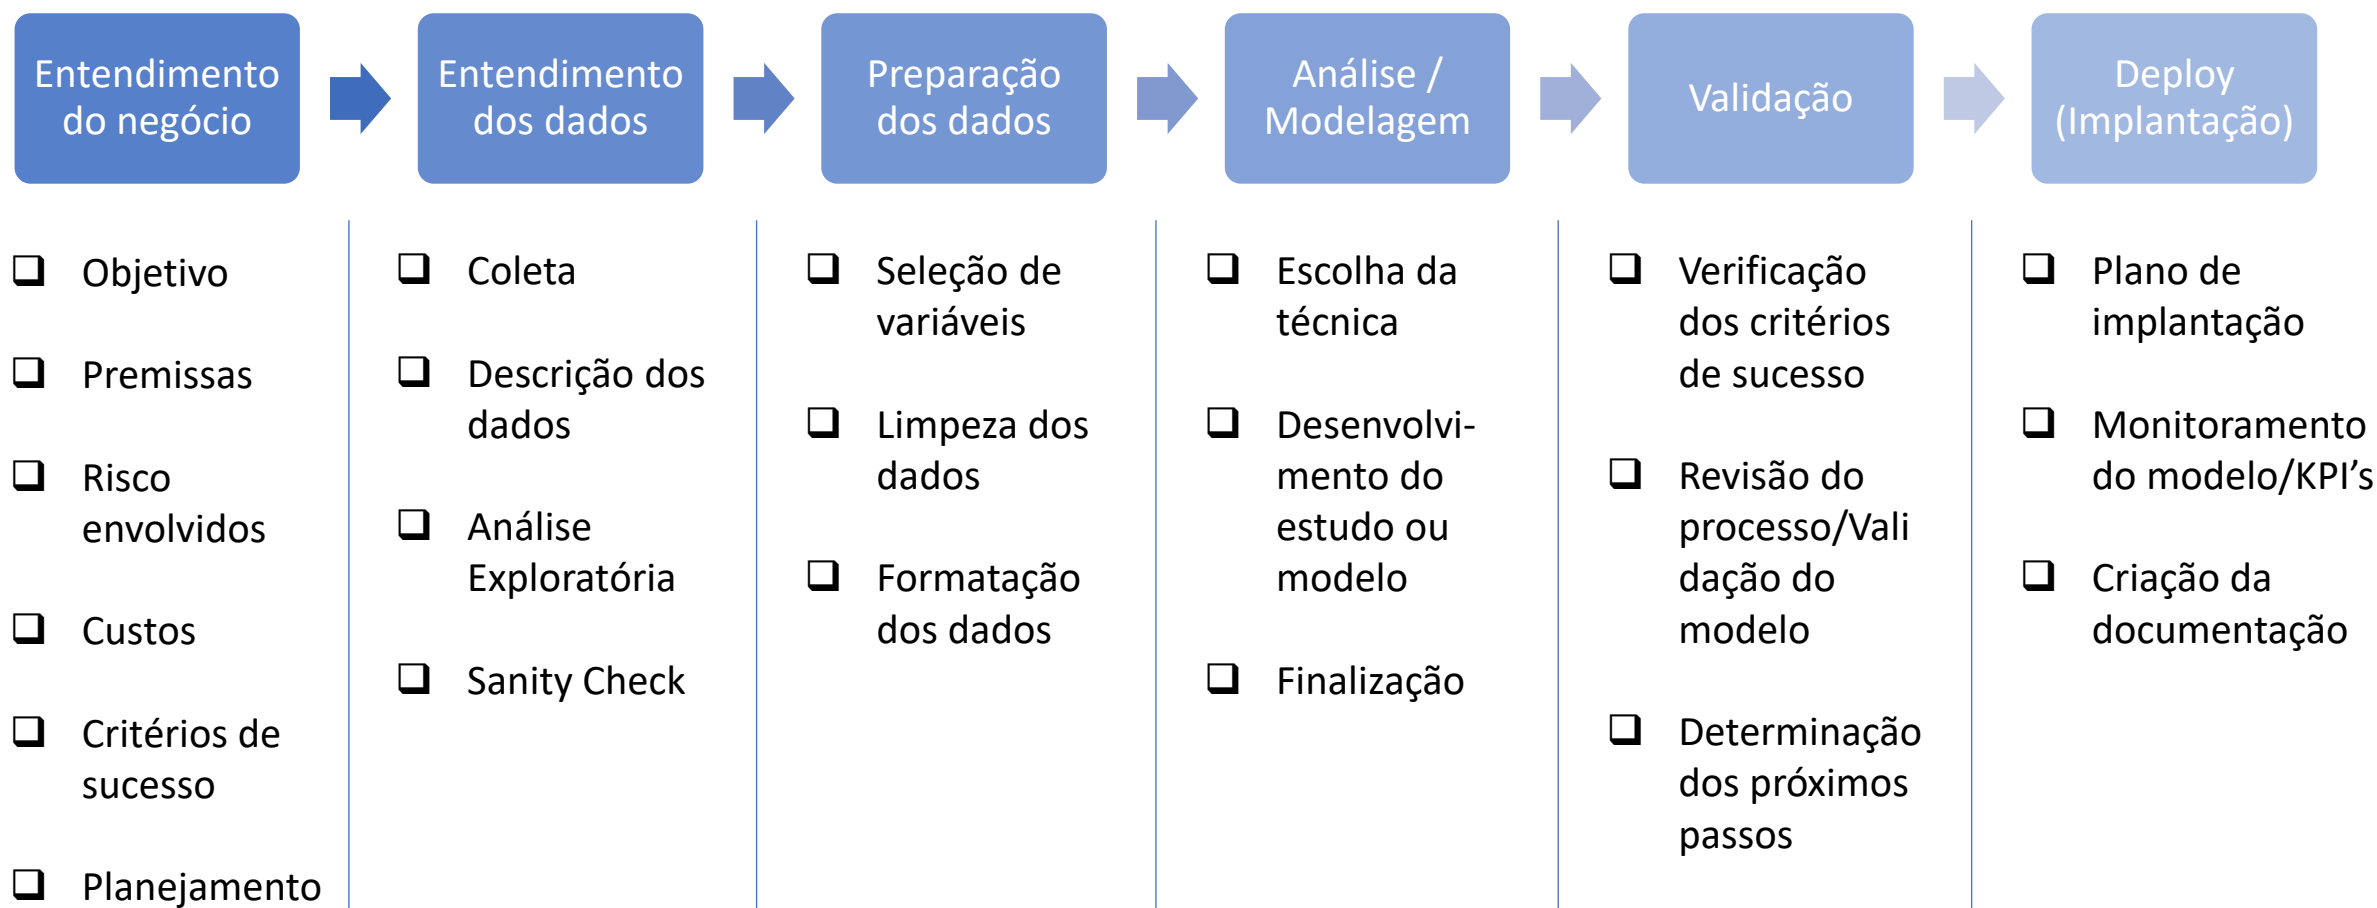 Entendimento
do negócio
Entendimento
dos dados
Preparação
dos dados
Análise /
Modelagem
Validação
Deploy
(Implantação)
Objetivo
Premissas
Risco
envolvidos
Custos
Critérios de
sucesso
Planejamento
Coleta
Descrição dos
dados
Análise
Exploratória
Sanity Check
Seleção de
variáveis
Limpeza dos
dados
Formatação
dos dados
Escolha da
técnica
Desenvolvi-
mento do
estudo ou
modelo
Finalização
Verificação
dos critérios
de sucesso
Revisão do
processo/Vali
dação do
modelo
Determinação
dos próximos
passos
Plano de
implantação
Monitoramento
do modelo/KPI’s
Criação da
documentação